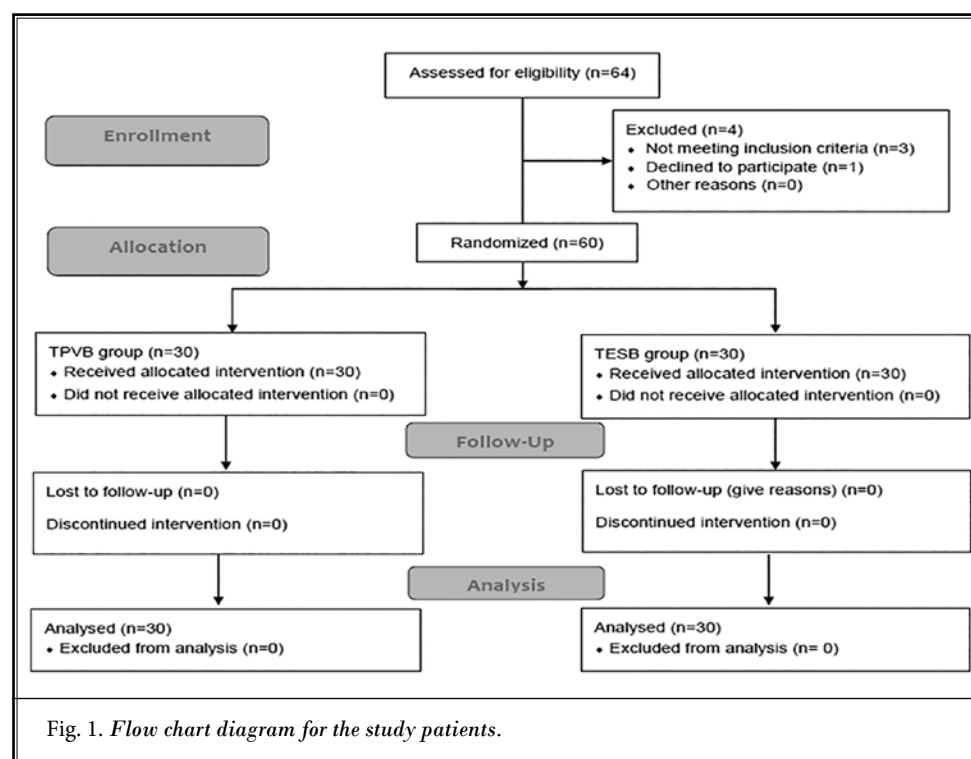 Assessed for eligibility (n=64)
Enrollment
Excluded (n=4)
• Not meeting inclusion criteria (n=3)
• Declined to participate (n=1)
• Other reasons (n=0)
Randomized (n=60)
Allocation
TPVB group (n=30)
• Received allocated intervention (n=30)
• Did not receive allocated intervention (n=0)
TESB group (n=30)
• Received allocated intervention (n=30)
• Did not receive allocated intervention (n=0)
Follow-Up
Lost to follow-up (n=0)
Discontinued intervention (n=0)
Lost to follow-up (give reasons) (n=0)
Discontinued intervention (n=0)
Analysis
Analysed (n=30)
• Excluded from analysis (n=0)
Analysed (n=30)
• Excluded from analysis (n= 0)
Fig. 1. Flow chart diagram for the study patients.